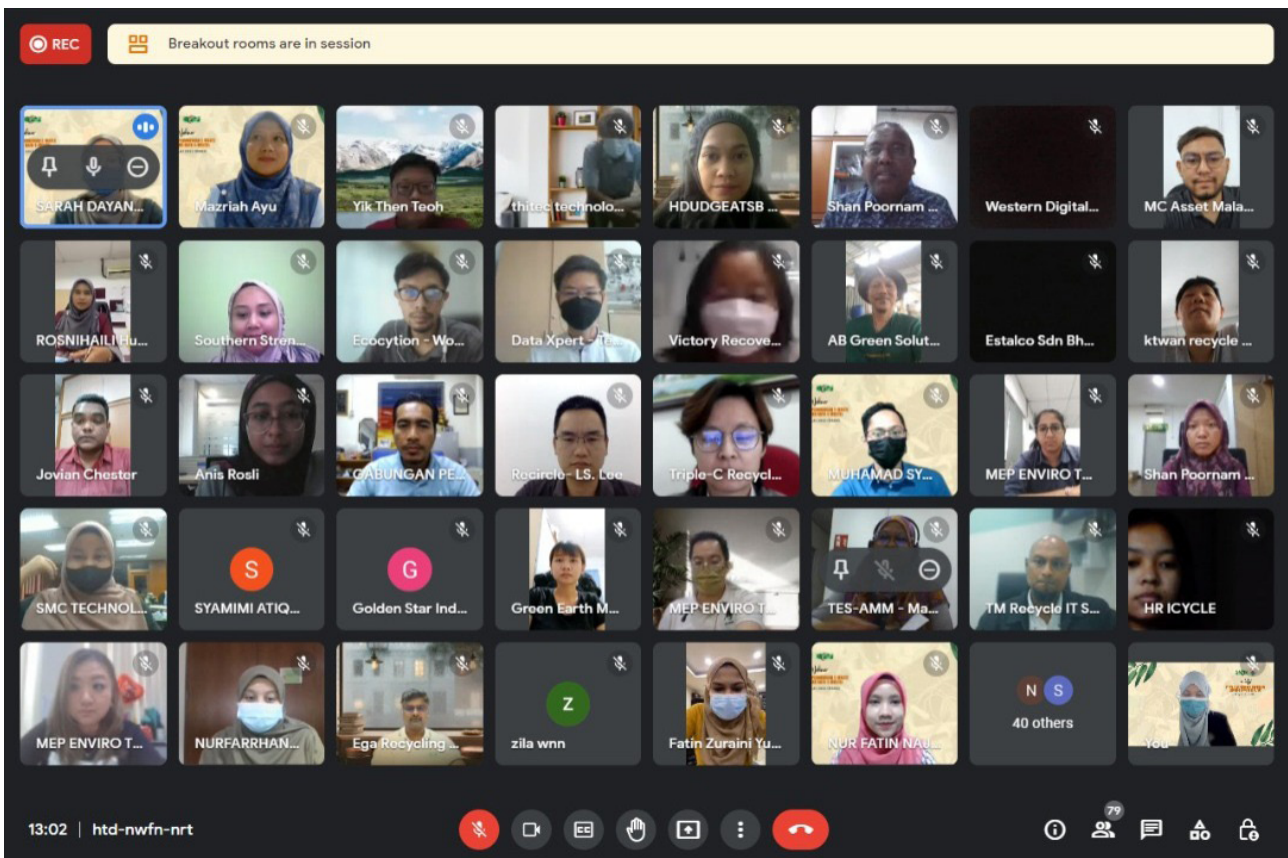 REC
Breakout rooms are in session
SARAH DAYAN...
Mazriah Ayu
Yik Then Teoh
thitec technolo...
HDUDGEATSB ...
Shan Poornam ...
Western Digital...
MC Asset Mala...
ROSNIHAILI Hu...
Southern Stren...
Ecocytion - Wo...
Data Xpert - Te...
Victory Recove...
AB Green Solut...
Estalco Sdn Bh...
ktwan recycle ...
Jovian Chester
Anis Rosli
GABUNGAN PE...
Recircle- LS. Lee
Triple-C Recycl...
MUHAMAD SY...
MEP ENVIRO T...
Shan Poornam ...
SMC TECHNOL...
S
SYAMIMI ATIQ...
G
Golden Star Ind...
Green Earth M...
MEP ENVIRO T...
TES-AMM - Ma...
TM Recycle IT S...
HR ICYCLE
MEP ENVIRO T...
NURFARRHAN...
Ega Recycling ...
Z
zila wnn
Fatin Zuraini Yu...
NUR FATIN NAJ...
N S
40 others
You
13:02 | htd-nwfn-nrt
CC
79